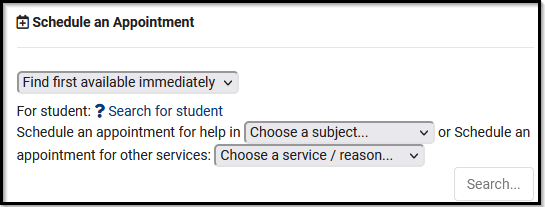 Schedule an Appointment
Find first available immediately
For student: ? Search for student
Schedule an appointment for help in Choose a subject... or Schedule an
appointment for other services: Choose a service / reason...
Search...